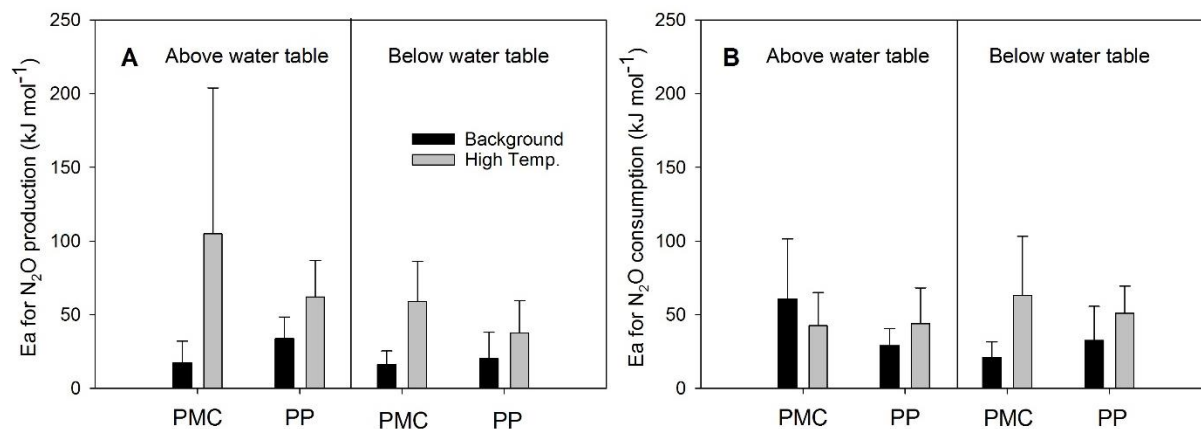 Ea for N₂O production (kJ mol⁻¹)
250
200
150
100
50
0
A
Above water table
Below water table
Background
High Temp.
PMC
PP
PMC
PP
Ea for N₂O consumption (kJ mol⁻¹)
250
200
150
100
50
0
B
Above water table
Below water table
PMC
PP
PMC
PP